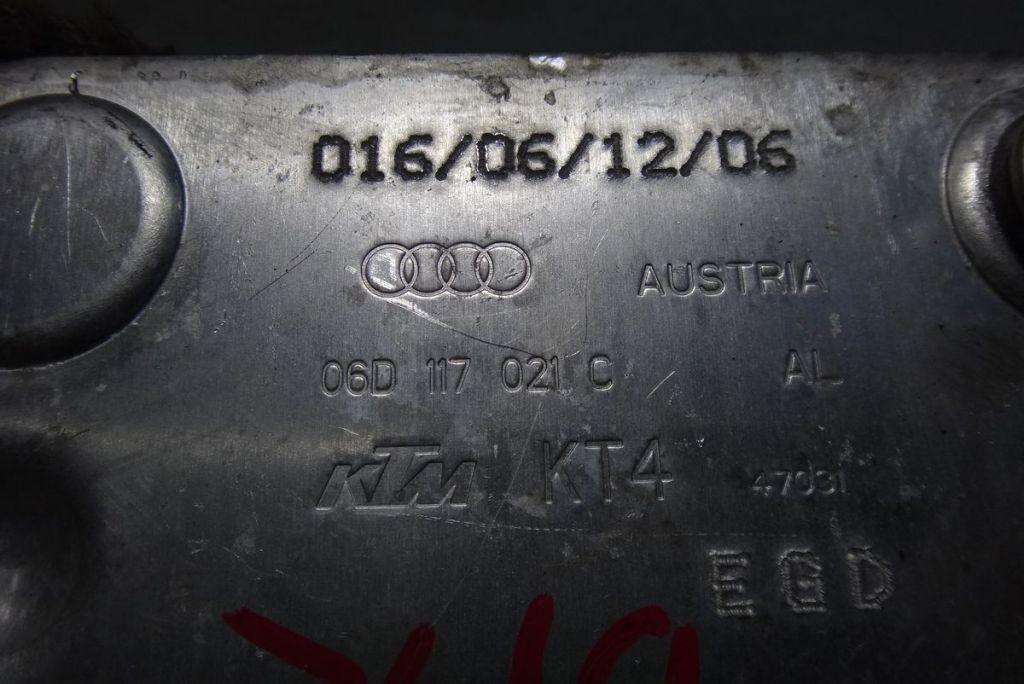 016/06/12/06
AUSTRIA
06D 117 021 C AL
KTM KT4 47031
EGD